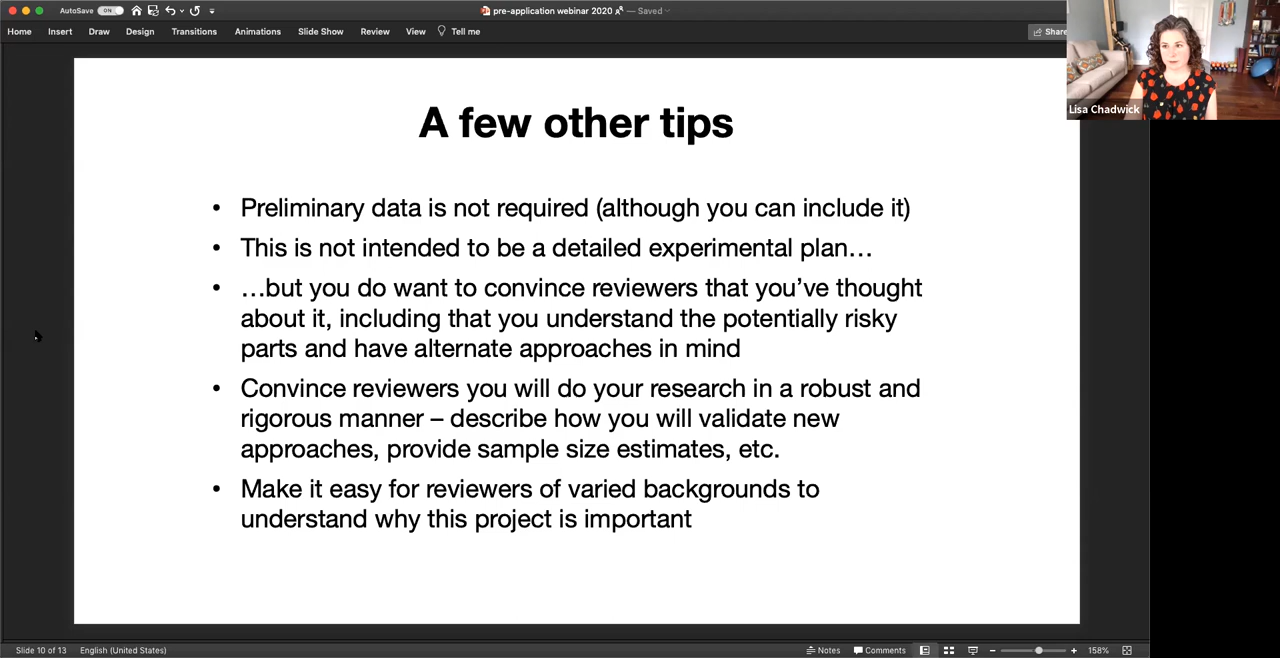 AutoSave ON pre-application webinar 2020 — Saved
Home Insert Draw Design Transitions Animations Slide Show Review View Tell me Share
Lisa Chadwick
A few other tips
• Preliminary data is not required (although you can include it)
• This is not intended to be a detailed experimental plan…
• …but you do want to convince reviewers that you’ve thought
about it, including that you understand the potentially risky
parts and have alternate approaches in mind
• Convince reviewers you will do your research in a robust and
rigorous manner – describe how you will validate new
approaches, provide sample size estimates, etc.
• Make it easy for reviewers of varied backgrounds to
understand why this project is important
Slide 10 of 13 English (United States) Notes Comments 158%